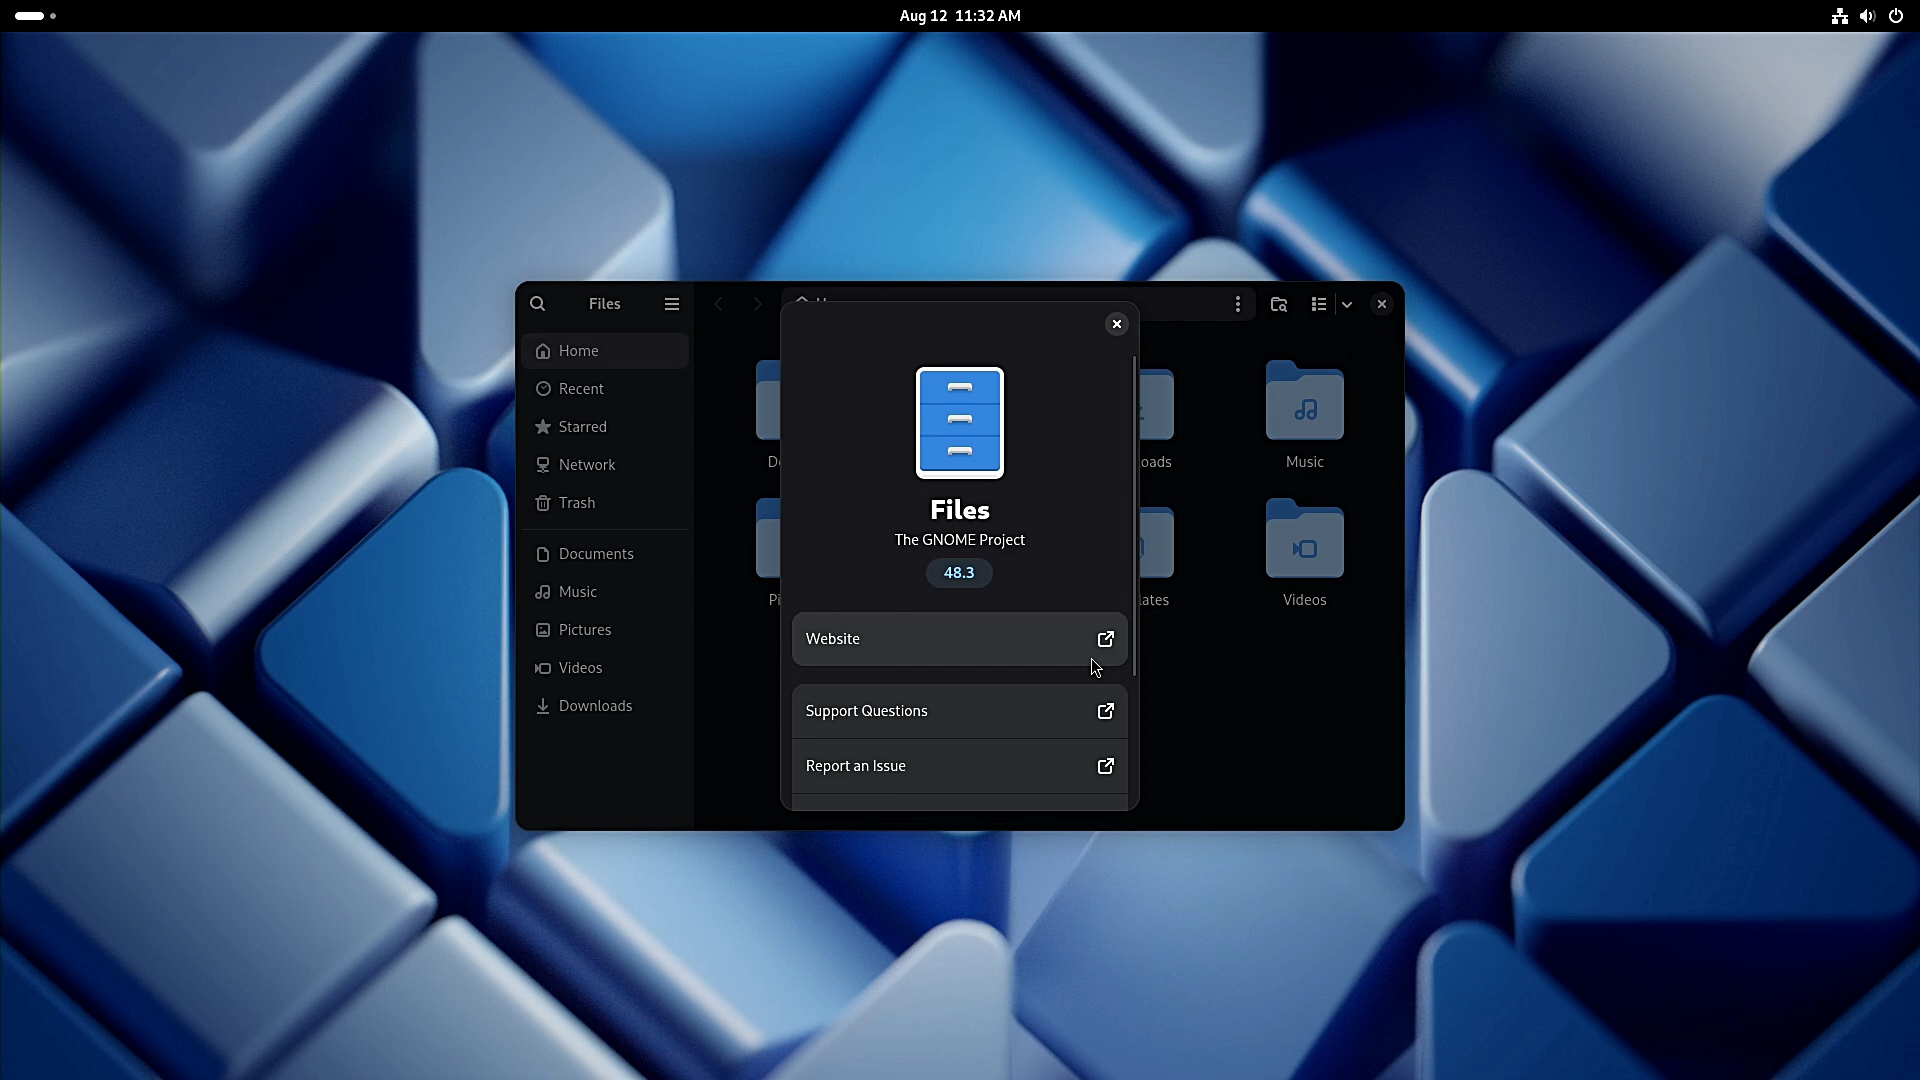 Aug 12 11:32 AM
Files
Home
Recent
Starred
Network
Trash
Documents
Music
Pictures
Videos
Downloads
Music
Videos
Files
The GNOME Project
48.3
Website
Support Questions
Report an Issue